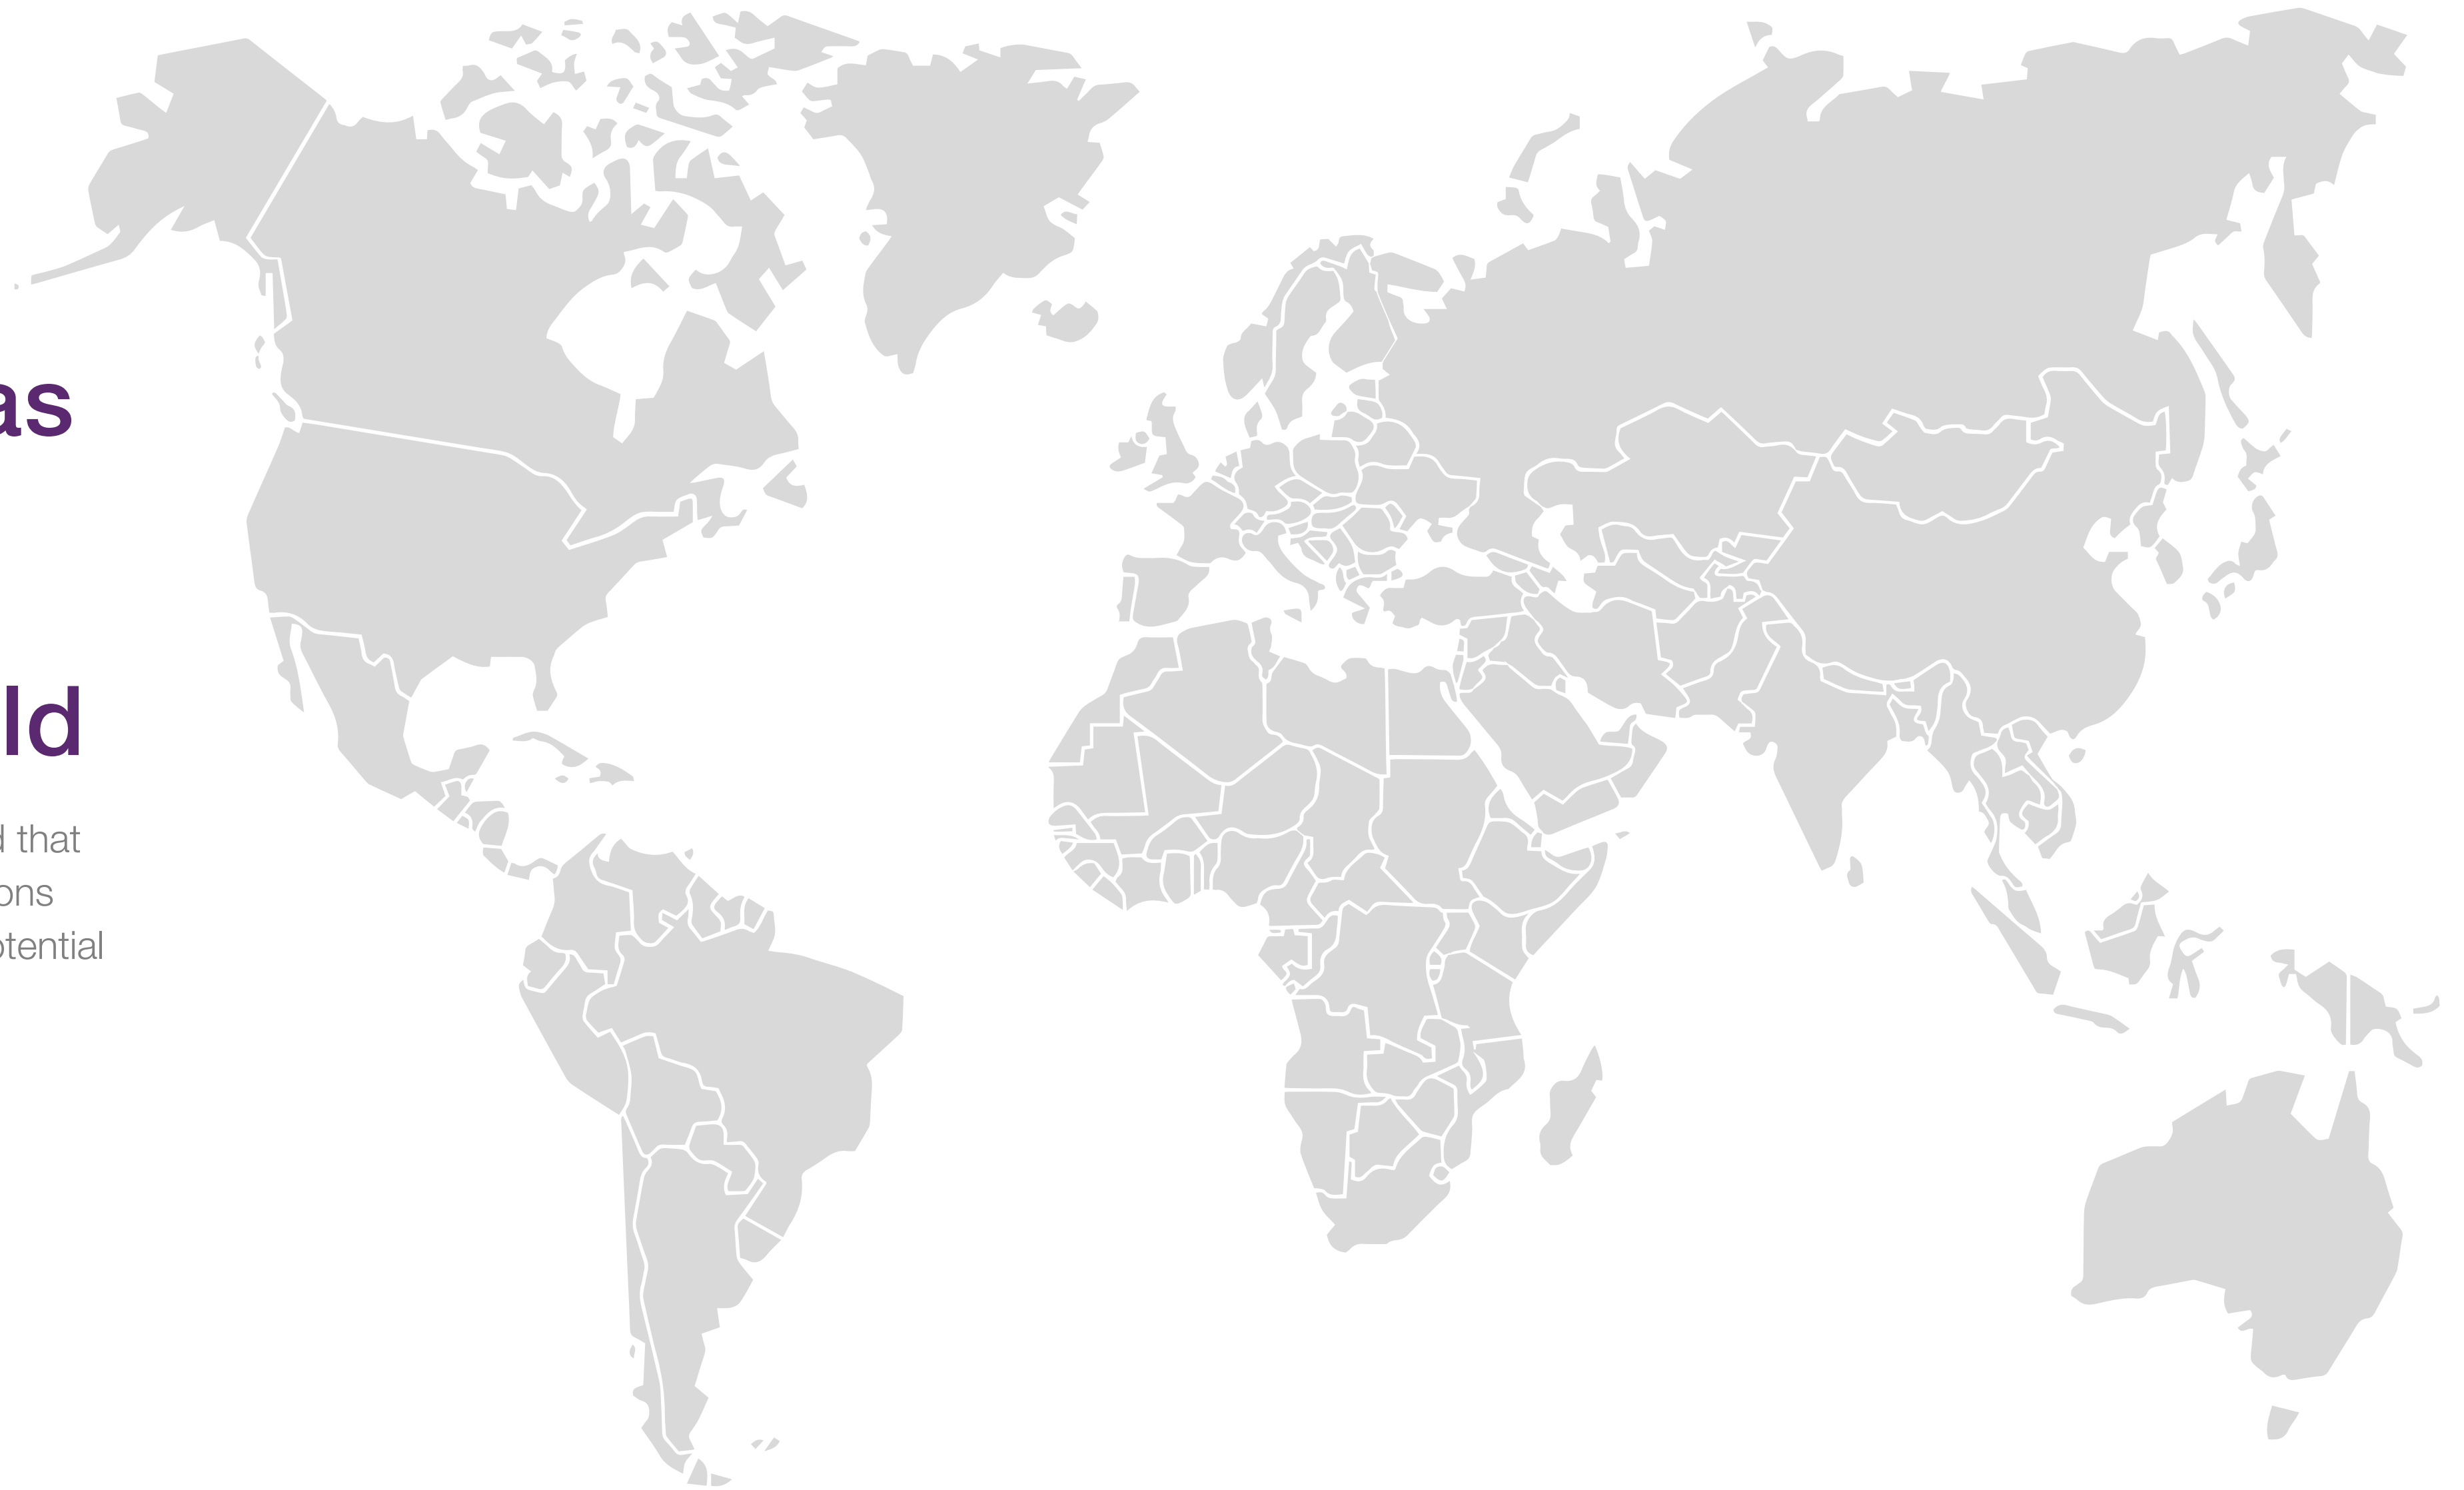 as
ld
d that
ons
otential